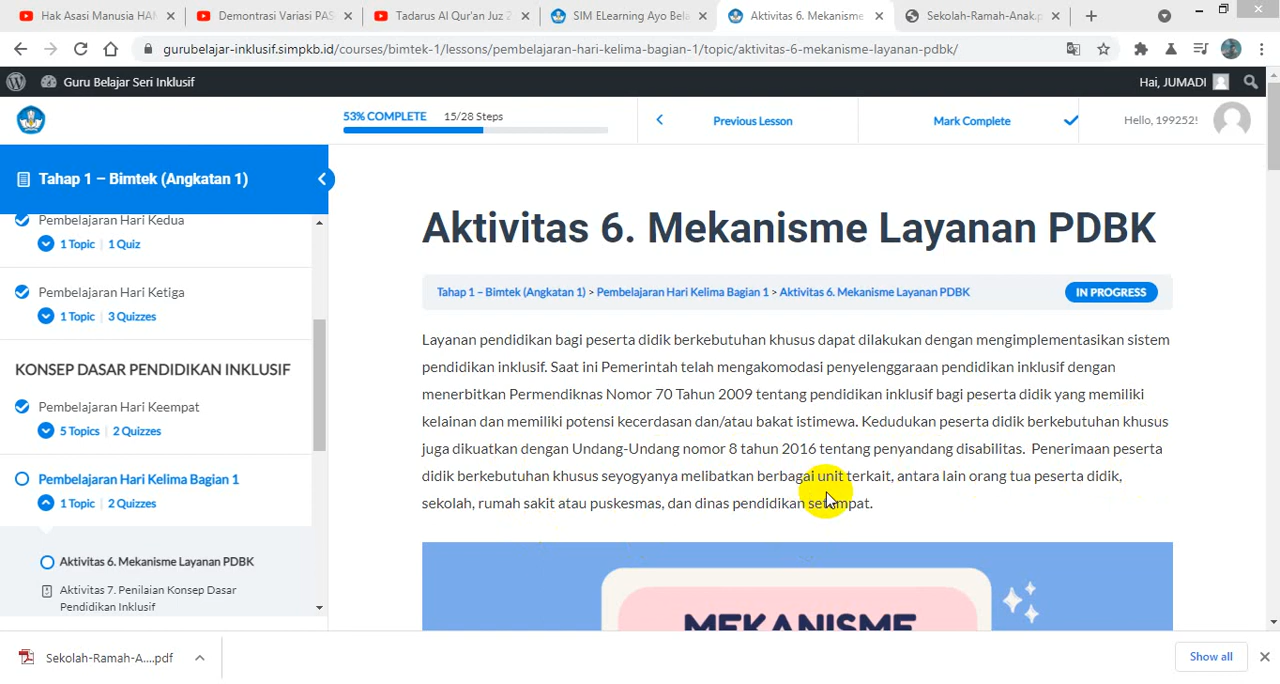 Hak Asasi Manusia HAM
Demontrasi Variasi PAS
Tadarus Al Qur'an Juz 2
SIM ELearning Ayo Bela
Aktivitas 6. Mekanisme
Sekolah-Ramah-Anak.p
gurubelajar-inklusif.simpkb.id/courses/bimtek-1/lessons/pembelajaran-hari-kelima-bagian-1/topic/aktivitas-6-mekanisme-layanan-pdbk/
Guru Belajar Seri Inklusif
Hai, JUMADI
53% COMPLETE 15/28 Steps
Previous Lesson
Mark Complete
Hello, 199252
Tahap 1 – Bimtek (Angkatan 1)
Pembelajaran Hari Kedua
1 Topic | 1 Quiz
Pembelajaran Hari Ketiga
1 Topic | 3 Quizzes
KONSEP DASAR PENDIDIKAN INKLUSIF
Pembelajaran Hari Keempat
5 Topics | 2 Quizzes
Pembelajaran Hari Kelima Bagian 1
1 Topic | 2 Quizzes
Aktivitas 6. Mekanisme Layanan PDBK
Aktivitas 7. Penilaian Konsep Dasar
Pendidikan Inklusif
Aktivitas 6. Mekanisme Layanan PDBK
Tahap 1 – Bimtek (Angkatan 1) > Pembelajaran Hari Kelima Bagian 1 > Aktivitas 6. Mekanisme Layanan PDBK
IN PROGRESS
Layanan pendidikan bagi peserta didik berkebutuhan khusus dapat dilakukan dengan mengimplementasikan sistem
pendidikan inklusif. Saat ini Pemerintah telah mengakomodasi penyelenggaraan pendidikan inklusif dengan
menerbitkan Permendiknas Nomor 70 Tahun 2009 tentang pendidikan inklusif bagi peserta didik yang memiliki
kelainan dan memiliki potensi kecerdasan dan/atau bakat istimewa. Kedudukan peserta didik berkebutuhan khusus
juga dikuatkan dengan Undang-Undang nomor 8 tahun 2016 tentang penyandang disabilitas. Penerimaan peserta
didik berkebutuhan khusus seyogyanya melibatkan berbagai unit terkait, antara lain orang tua peserta didik,
sekolah, rumah sakit atau puskesmas, dan dinas pendidikan setempat.
MEKANISME
Sekolah-Ramah-A....pdf
Show all